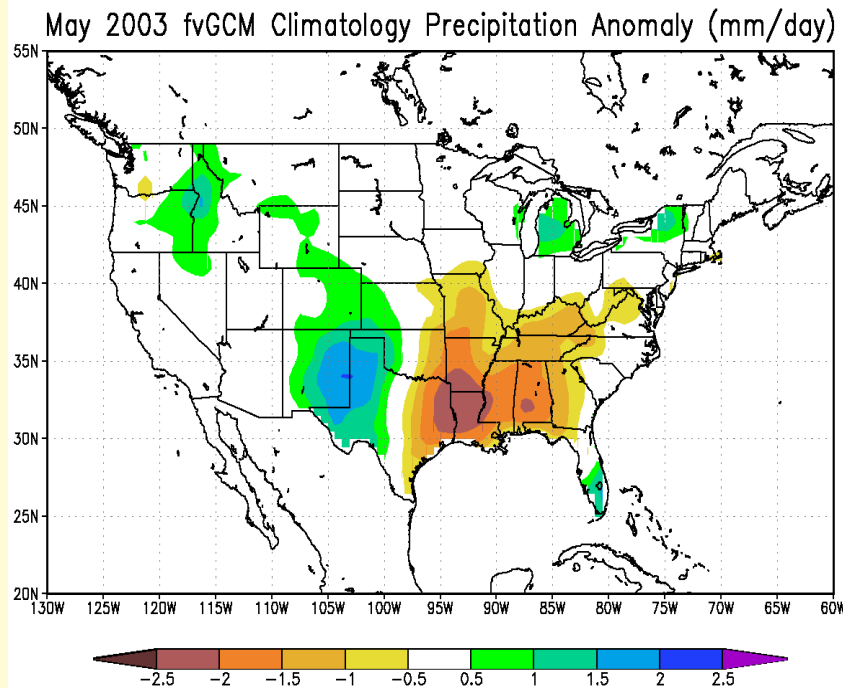 May 2003 fvGCM Climatology Precipitation Anomaly (mm/day)
55N
50N
45N
40N
35N
30N
25N
20N
130W 125W 120W 115W 110W 105W 100W 95W 90W 85W 80W 75W 70W 65W 60W
-2.5 -2 -1.5 -1 -0.5 0.5 1 1.5 2 2.5